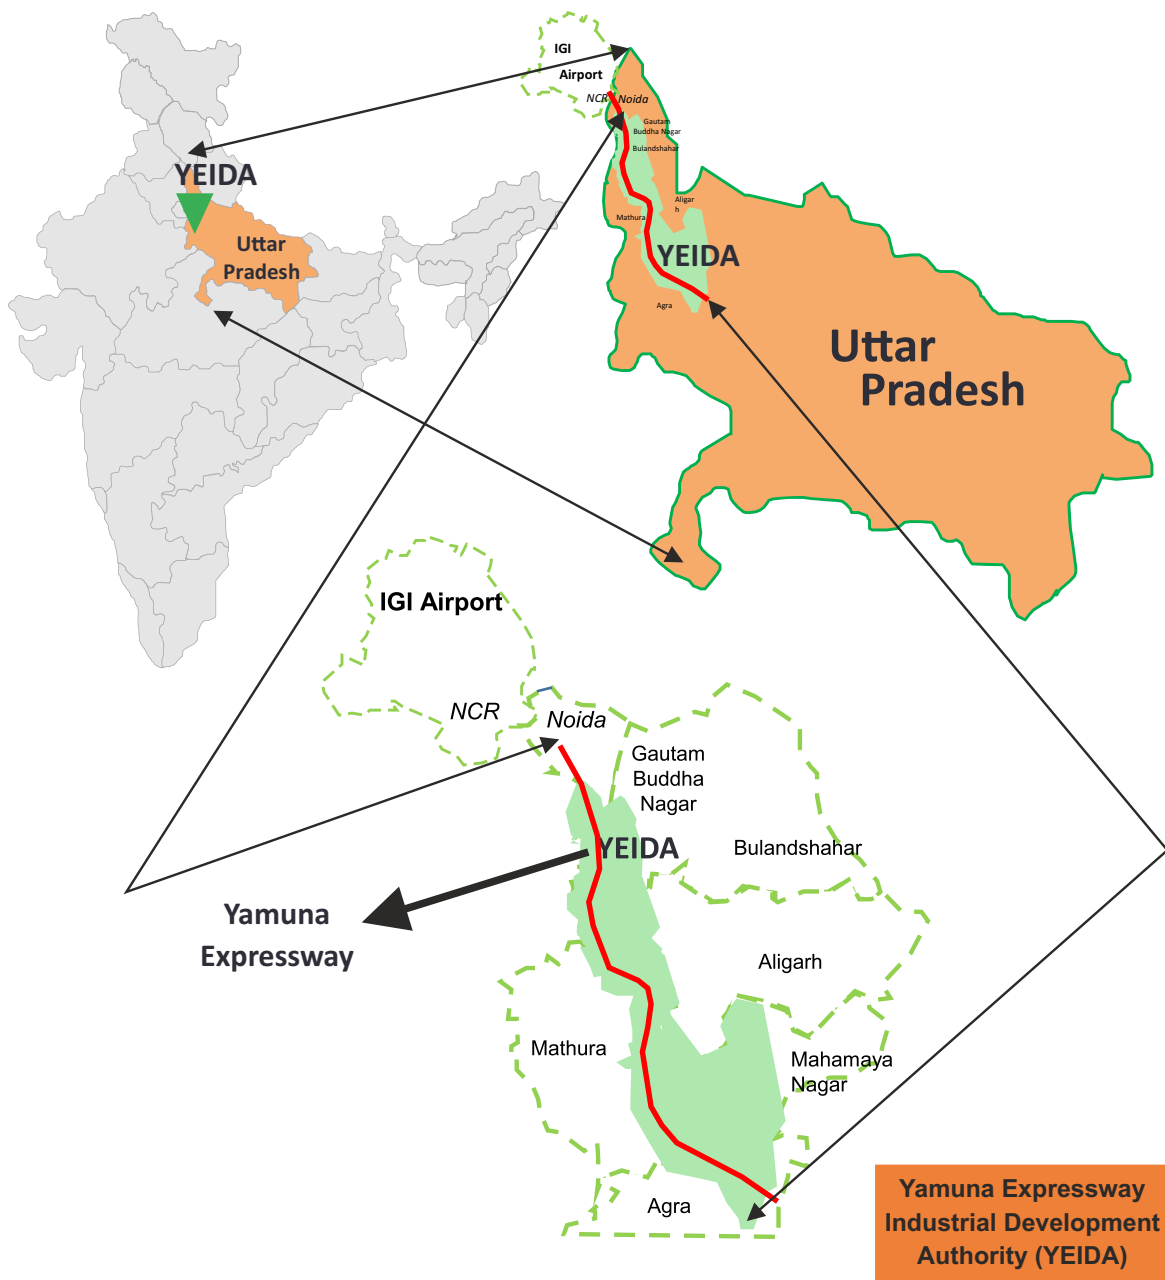 YEIDA
Uttar
Pradesh
IGI
Airport
NCR
Noida
Gautam
Buddha Nagar
Bulandshahar
Aligar
h
Mathura
YEIDA
Agra
Uttar
Pradesh
IGI Airport
NCR
Noida
Gautam
Buddha
Nagar
YEIDA
Bulandshahar
Yamuna
Expressway
Aligarh
Mathura
Mahamaya
Nagar
Agra
Yamuna Expressway
Industrial Development
Authority (YEIDA)